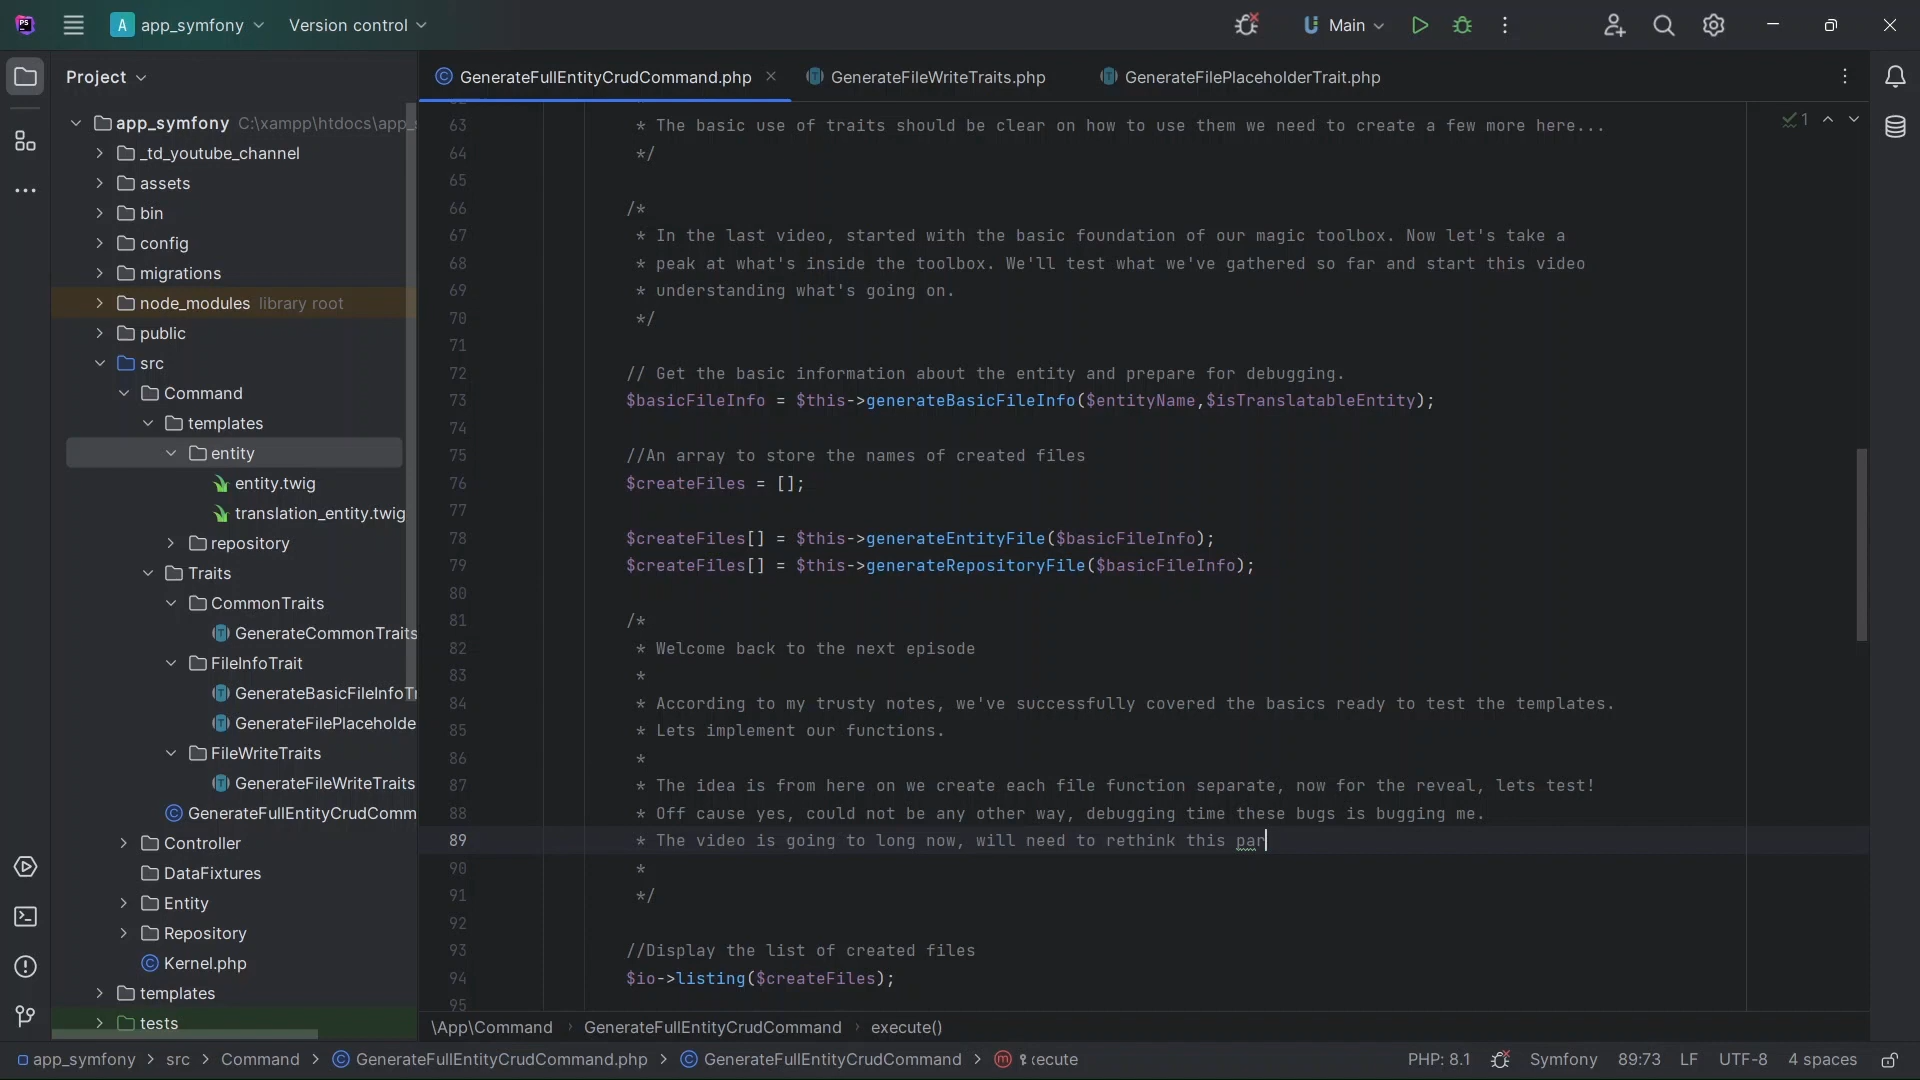 PS
A app_symfony
Version control
Main
Project
GenerateFullEntityCrudCommand.php
GenerateFileWriteTraits.php
GenerateFilePlaceholderTrait.php
app_symfony C:\xampp\htdocs\app_s
_td_youtube_channel
assets
bin
config
migrations
node_modules library root
public
src
Command
templates
entity
entity.twig
translation_entity.twig
repository
Traits
CommonTraits
GenerateCommonTraits
FileInfoTrait
GenerateBasicFileInfoTr
GenerateFilePlaceholde
FileWriteTraits
GenerateFileWriteTraits
GenerateFullEntityCrudComm
Controller
DataFixtures
Entity
Repository
Kernel.php
templates
tests
1
63 * The basic use of traits should be clear on how to use them we need to create a few more here...
64 */
65
66 /*
67 * In the last video, started with the basic foundation of our magic toolbox. Now let's take a
68 * peak at what's inside the toolbox. We'll test what we've gathered so far and start this video
69 * understanding what's going on.
70 */
71
72 // Get the basic information about the entity and prepare for debugging.
73 $basicFileInfo = $this->generateBasicFileInfo($entityName,$isTranslatableEntity);
74
75 //An array to store the names of created files
76 $createFiles = [];
77
78 $createFiles[] = $this->generateEntityFile($basicFileInfo);
79 $createFiles[] = $this->generateRepositoryFile($basicFileInfo);
80
81 /*
82 * Welcome back to the next episode
83 *
84 * According to my trusty notes, we've successfully covered the basics ready to test the templates.
85 * Lets implement our functions.
86 *
87 * The idea is from here on we create each file function separate, now for the reveal, lets test!
88 * Off cause yes, could not be any other way, debugging time these bugs is bugging me.
89 * The video is going to long now, will need to rethink this par
90 *
91 */
92
93 //Display the list of created files
94 $io->listing($createFiles);
95
\App\Command › GenerateFullEntityCrudCommand › execute()
app_symfony > src > Command > GenerateFullEntityCrudCommand.php > GenerateFullEntityCrudCommand >
PHP: 8.1 Symfony 89:73 LF UTF-8 4 spaces